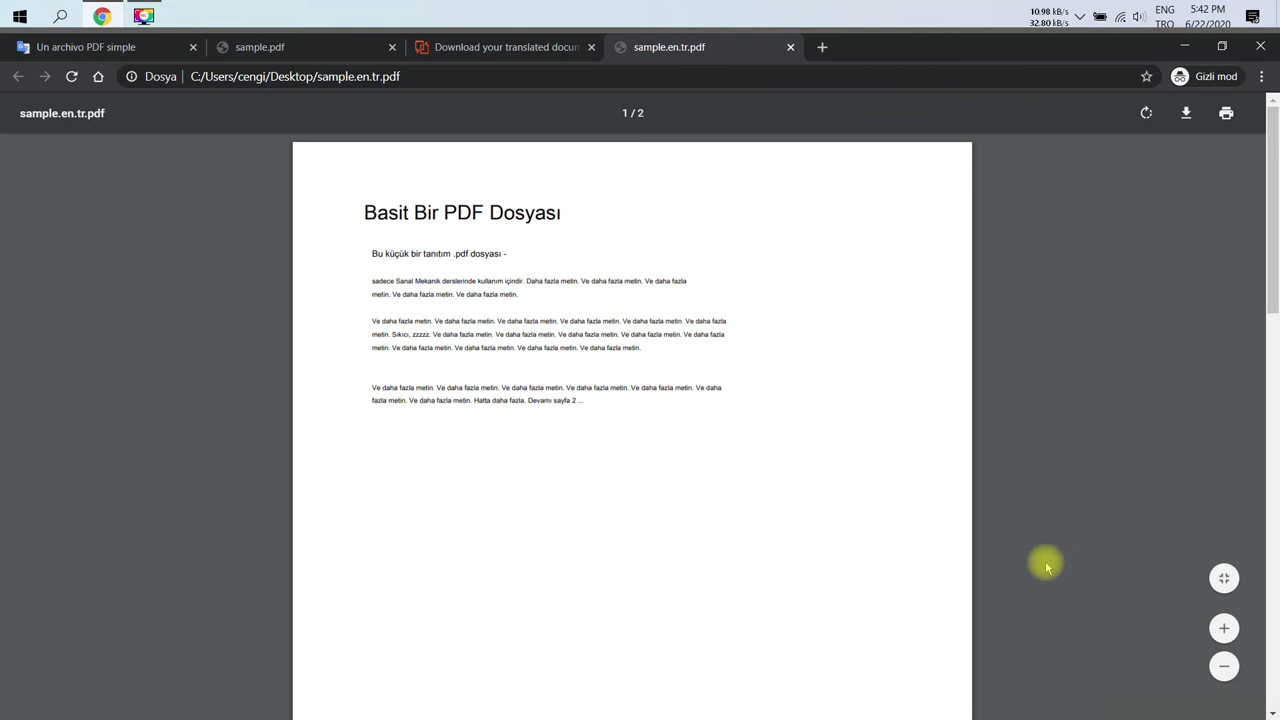 10.98 kB/s
32.80 kB/s
ENG
TRO
5:42 PM
6/22/2020
Un archivo PDF simple
sample.pdf
Download your translated docum
sample.en.tr.pdf
Dosya
C:/Users/cengi/Desktop/sample.en.tr.pdf
Gizli mod
sample.en.tr.pdf
1 / 2
Basit Bir PDF Dosyası
Bu küçük bir tanıtım .pdf dosyası -
sadece Sanal Mekanik derslerinde kullanım içindir. Daha fazla metin. Ve daha fazla metin. Ve daha fazla
metin. Ve daha fazla metin. Ve daha fazla metin.
Ve daha fazla metin. Ve daha fazla metin. Ve daha fazla metin. Ve daha fazla metin. Ve daha fazla metin. Ve daha fazla
metin. Sıkıcı, zzzzz. Ve daha fazla metin. Ve daha fazla metin. Ve daha fazla metin. Ve daha fazla metin. Ve daha fazla
metin. Ve daha fazla metin. Ve daha fazla metin. Ve daha fazla metin. Ve daha fazla metin.
Ve daha fazla metin. Ve daha fazla metin. Ve daha fazla metin. Ve daha fazla metin. Ve daha fazla metin. Ve daha
fazla metin. Ve daha fazla metin. Hatta daha fazla. Devamı sayfa 2 ...